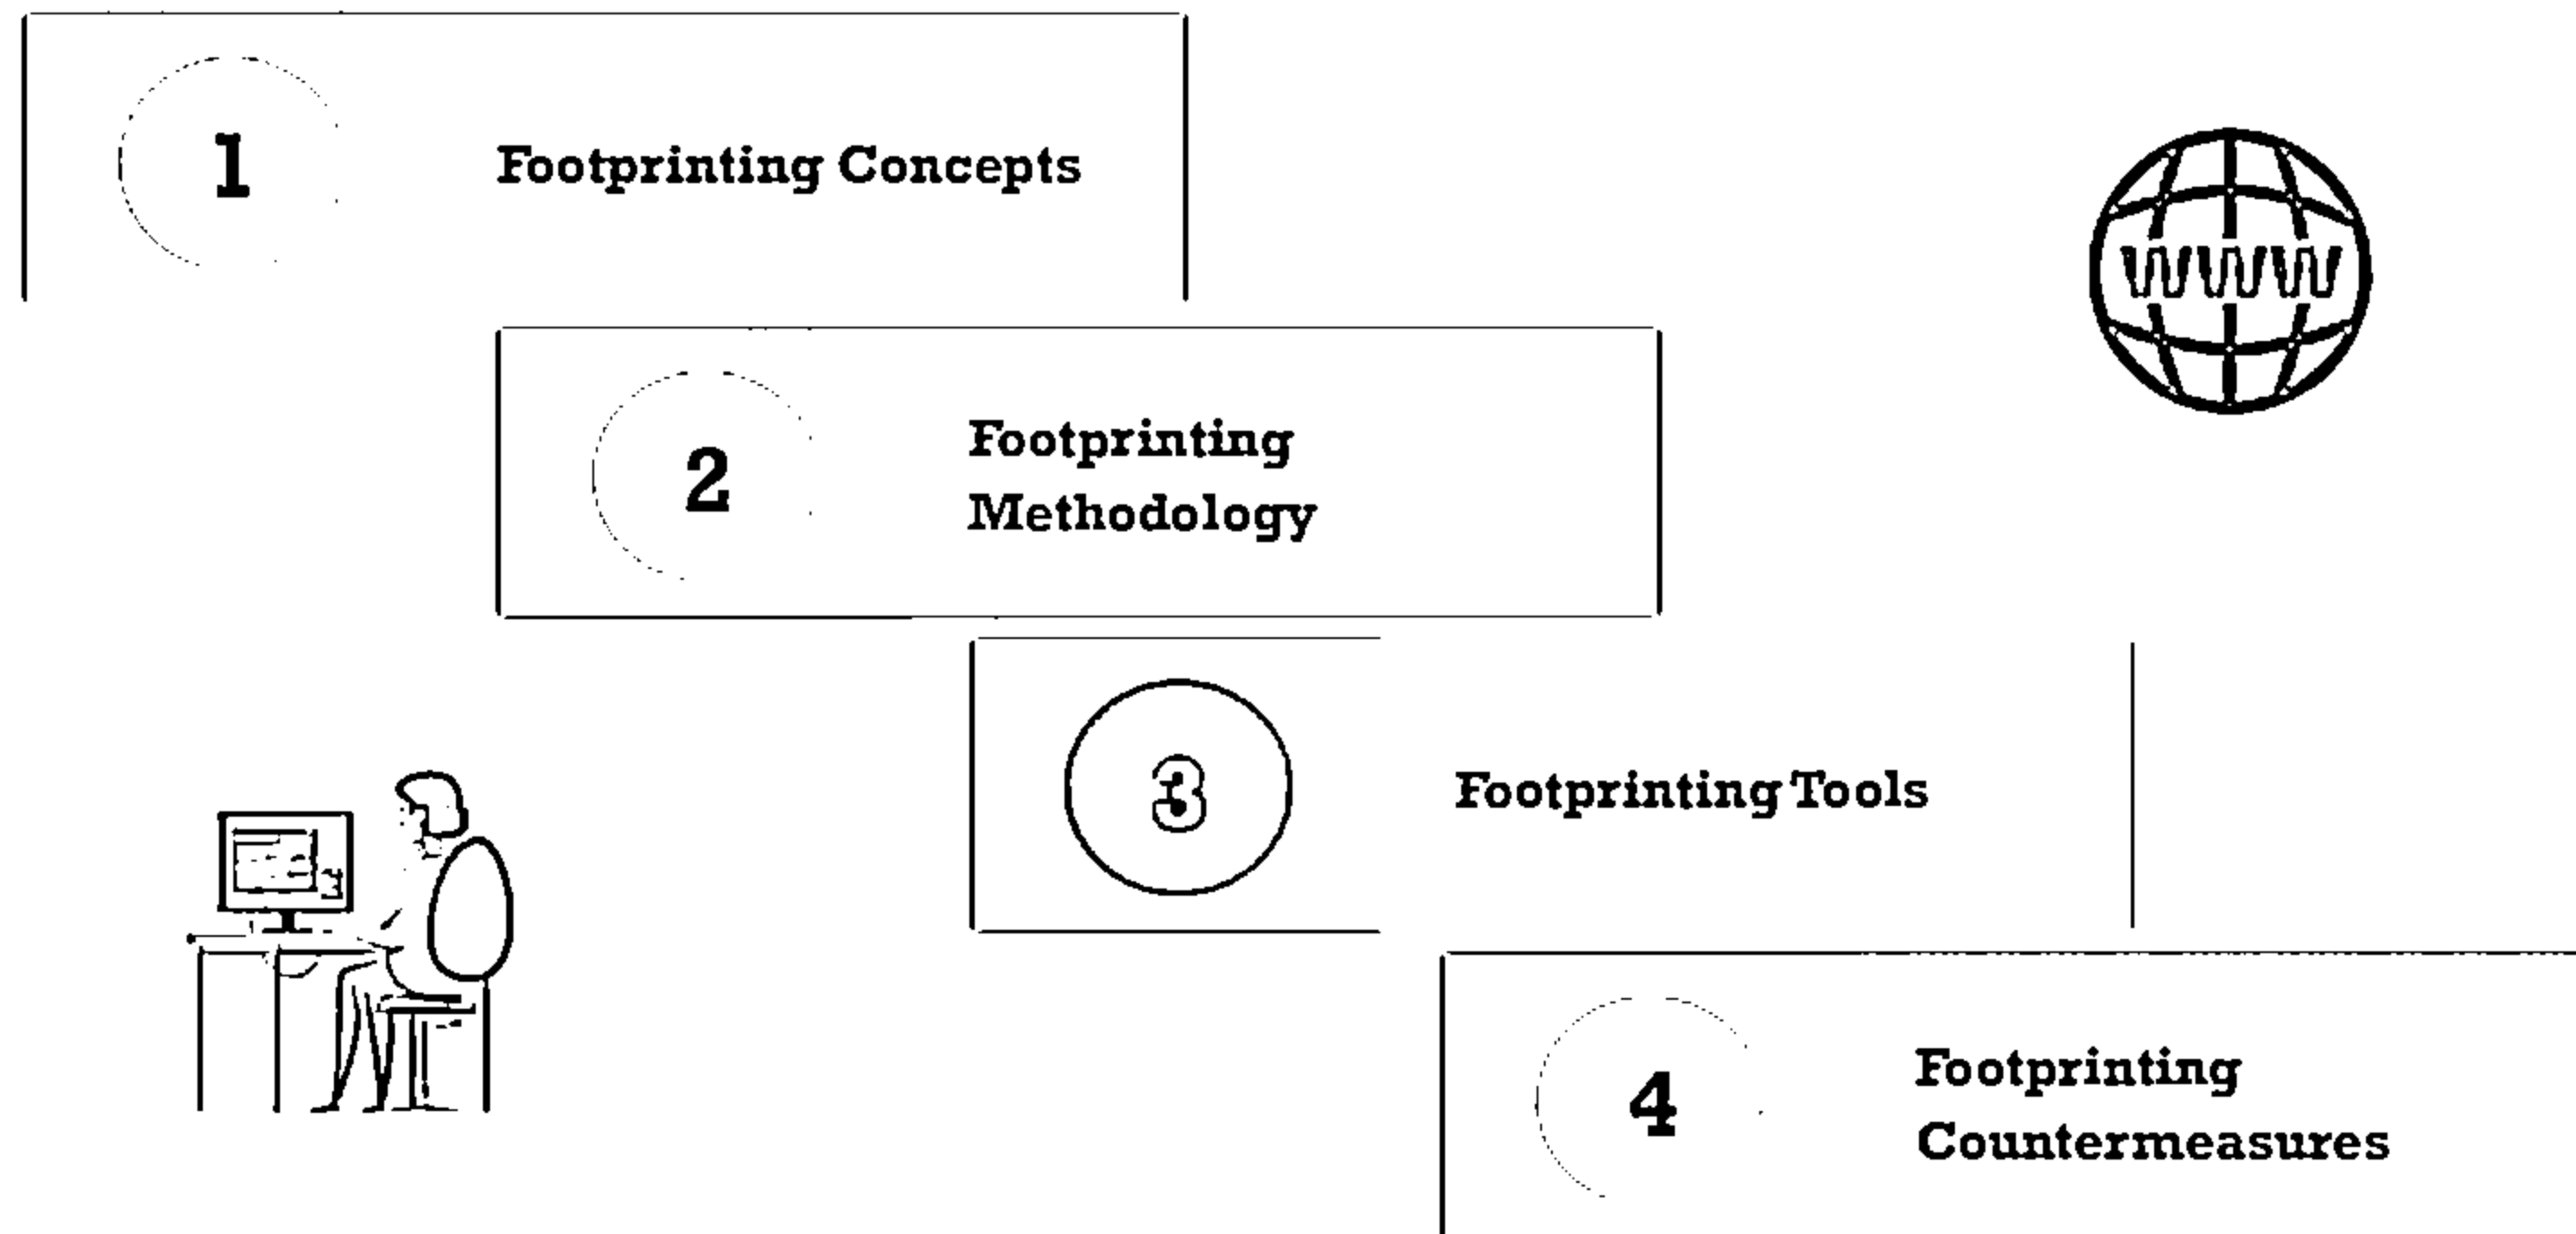 1
Footprinting Concepts
WWW
2
Footprinting
Methodology
3
Footprinting Tools
4
Footprinting
Countermeasures